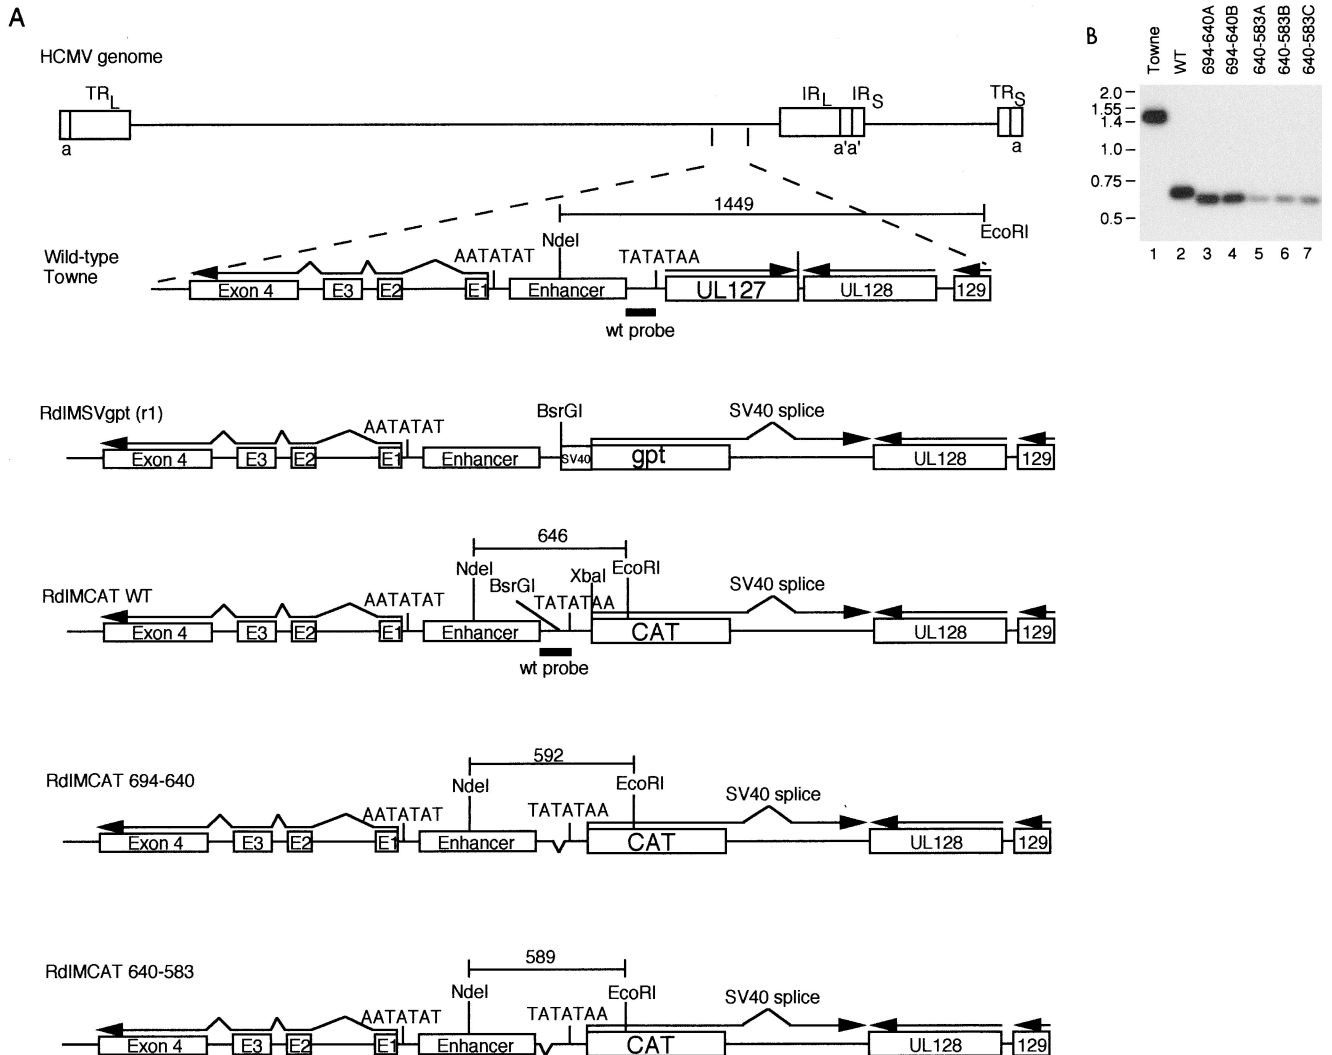 A
HCMV genome
TRL
IRL IRS
TRS
a
a'a'
a
1449
NdeI
EcoRI
Wild-type
Towne
AATATAT
TATATAA
Exon 4 E3 E2 E1 Enhancer UL127 UL128 129
wt probe
RdIMSVgpt (r1)
BsrGI
SV40 splice
AATATAT
Exon 4 E3 E2 E1 Enhancer SV40 gpt UL128 129
646
NdeI
BsrGI
XbaI
EcoRI
SV40 splice
RdIMCAT WT
AATATAT
TATATAA
Exon 4 E3 E2 E1 Enhancer CAT UL128 129
wt probe
592
RdIMCAT 694-640
NdeI
EcoRI
SV40 splice
AATATAT
TATATAA
Exon 4 E3 E2 E1 Enhancer CAT UL128 129
589
RdIMCAT 640-583
NdeI
EcoRI
SV40 splice
AATATAT
TATATAA
Exon 4 E3 E2 E1 Enhancer CAT UL128 129
B
Towne
WT
694-640A
694-640B
640-583A
640-583B
640-583C
2.0
1.55
1.4
1.0
0.75
0.5
1 2 3 4 5 6 7